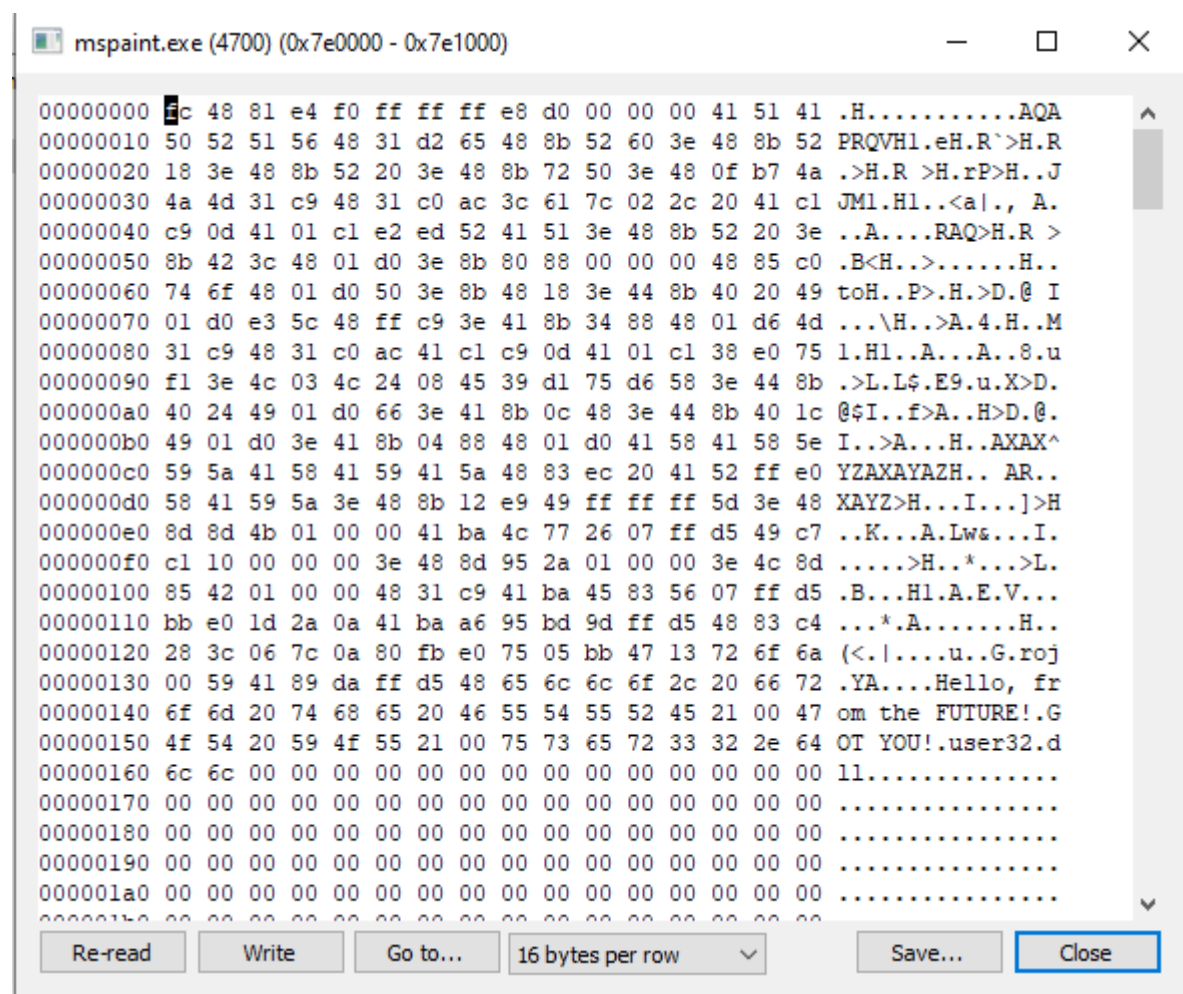 mspaint.exe (4700) (0x7e0000 - 0x7e1000)
00000000 fc 48 81 e4 f0 ff ff ff e8 d0 00 00 00 41 51 41 .H...........AQA
00000010 50 52 51 56 48 31 d2 65 48 8b 52 60 3e 48 8b 52 PRQVH1.eH.R`>H.R
00000020 18 3e 48 8b 52 20 3e 48 8b 72 50 3e 48 0f b7 4a .>H.R >H.rP>H..J
00000030 4a 4d 31 c9 48 31 c0 ac 3c 61 7c 02 2c 20 41 c1 JM1.H1..<a|., A.
00000040 c9 0d 41 01 c1 e2 ed 52 41 51 3e 48 8b 52 20 3e ..A....RAQ>H.R >
00000050 8b 42 3c 48 01 d0 3e 8b 80 88 00 00 00 48 85 c0 .B<H..>......H..
00000060 74 6f 48 01 d0 50 3e 8b 48 18 3e 44 8b 40 20 49 toH..P>.H.>D.@ I
00000070 01 d0 e3 5c 48 ff c9 3e 41 8b 34 88 48 01 d6 4d ...\H..>A.4.H..M
00000080 31 c9 48 31 c0 ac 41 c1 c9 0d 41 01 c1 38 e0 75 1.H1..A...A..8.u
00000090 f1 3e 4c 03 4c 24 08 45 39 d1 75 d6 58 3e 44 8b .>L.L$.E9.u.X>D.
000000a0 40 24 49 01 d0 66 3e 41 8b 0c 48 3e 44 8b 40 1c @$I..f>A..H>D.@.
000000b0 49 01 d0 3e 41 8b 04 88 48 01 d0 41 58 41 58 5e I..>A...H..AXAX^
000000c0 59 5a 41 58 41 59 41 5a 48 83 ec 20 41 52 ff e0 YZAXAYAZH.. AR..
000000d0 58 41 59 5a 3e 48 8b 12 e9 49 ff ff ff 5d 3e 48 XAYZ>H...I...]>H
000000e0 8d 8d 4b 01 00 00 41 ba 4c 77 26 07 ff d5 49 c7 ..K...A.Lw&...I.
000000f0 c1 10 00 00 00 3e 48 8d 95 2a 01 00 00 3e 4c 8d .....>H..*...>L.
00000100 85 42 01 00 00 48 31 c9 41 ba 45 83 56 07 ff d5 .B...H1.A.E.V...
00000110 bb e0 1d 2a 0a 41 ba a6 95 bd 9d ff d5 48 83 c4 ...*.A.......H..
00000120 28 3c 06 7c 0a 80 fb e0 75 05 bb 47 13 72 6f 6a (<.|....u..G.roj
00000130 00 59 41 89 da ff d5 48 65 6c 6c 6f 2c 20 66 72 .YA....Hello, fr
00000140 6f 6d 20 74 68 65 20 46 55 54 55 52 45 21 00 47 om the FUTURE!.G
00000150 4f 54 20 59 4f 55 21 00 75 73 65 72 33 32 2e 64 OT YOU!.user32.d
00000160 6c 6c 00 00 00 00 00 00 00 00 00 00 00 00 00 00 ll..............
00000170 00 00 00 00 00 00 00 00 00 00 00 00 00 00 00 00 ................
00000180 00 00 00 00 00 00 00 00 00 00 00 00 00 00 00 00 ................
00000190 00 00 00 00 00 00 00 00 00 00 00 00 00 00 00 00 ................
000001a0 00 00 00 00 00 00 00 00 00 00 00 00 00 00 00 00 ................
Re-read Write Go to... 16 bytes per row Save... Close